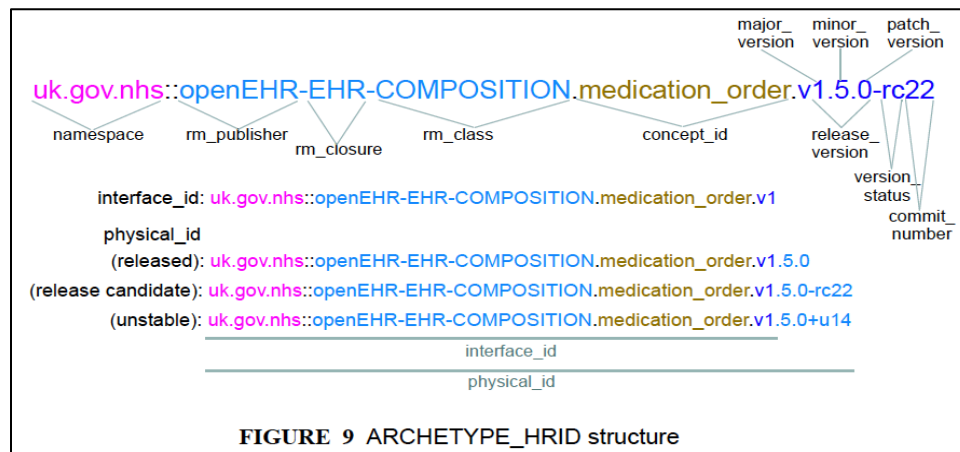 major_ minor_ patch_
version version version
uk.gov.nhs::openEHR-EHR-COMPOSITION.medication_order.v1.5.0-rc22
namespace rm_publisher rm_closure rm_class concept_id release_
version
version_
status
commit_
number
interface_id: uk.gov.nhs::openEHR-EHR-COMPOSITION.medication_order.v1
physical_id
(released): uk.gov.nhs::openEHR-EHR-COMPOSITION.medication_order.v1.5.0
(release candidate): uk.gov.nhs::openEHR-EHR-COMPOSITION.medication_order.v1.5.0-rc22
(unstable): uk.gov.nhs::openEHR-EHR-COMPOSITION.medication_order.v1.5.0+u14
interface_id
physical_id
FIGURE 9 ARCHETYPE_HRID structure